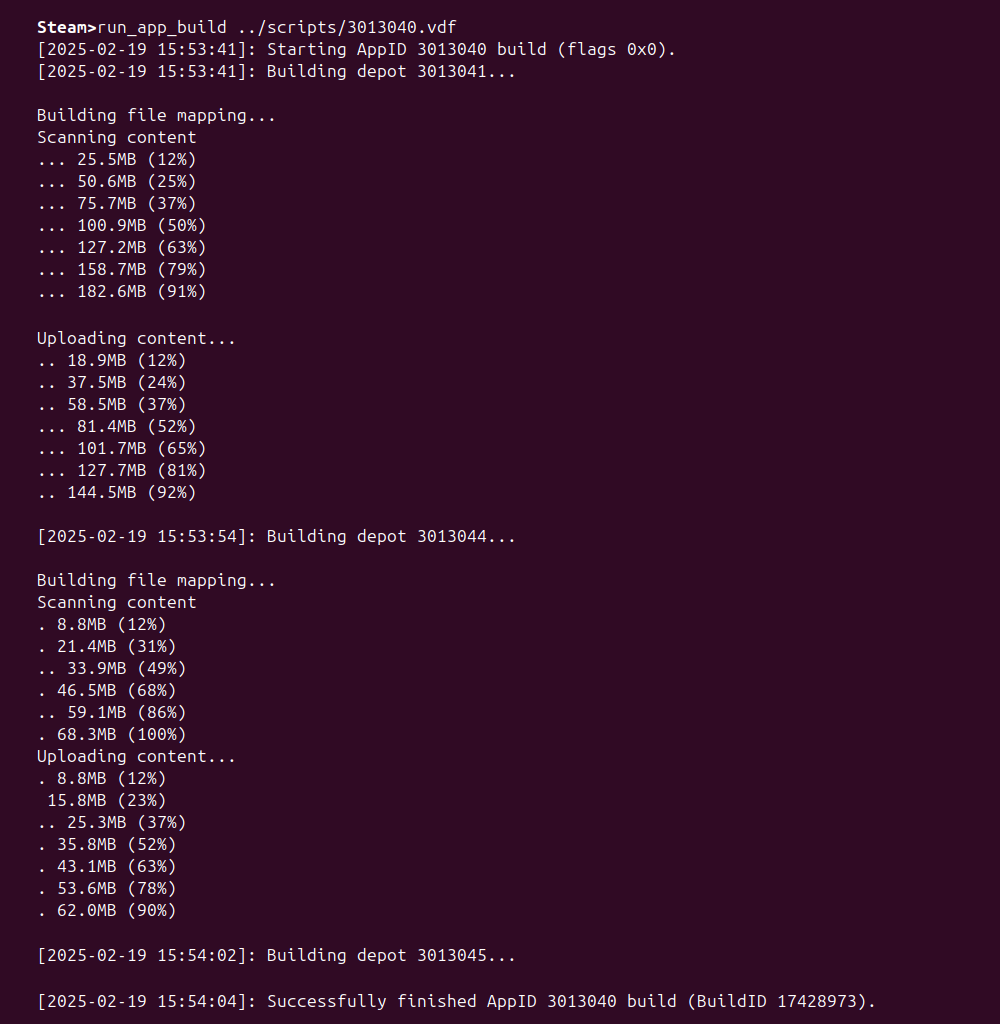 Steam>run_app_build ../scripts/3013040.vdf
[2025-02-19 15:53:41]: Starting AppID 3013040 build (flags 0x0).
[2025-02-19 15:53:41]: Building depot 3013041...
Building file mapping...
Scanning content
... 25.5MB (12%)
... 50.6MB (25%)
... 75.7MB (37%)
... 100.9MB (50%)
... 127.2MB (63%)
... 158.7MB (79%)
... 182.6MB (91%)
Uploading content...
.. 18.9MB (12%)
.. 37.5MB (24%)
.. 58.5MB (37%)
... 81.4MB (52%)
... 101.7MB (65%)
... 127.7MB (81%)
.. 144.5MB (92%)
[2025-02-19 15:53:54]: Building depot 3013044...
Building file mapping...
Scanning content
. 8.8MB (12%)
. 21.4MB (31%)
.. 33.9MB (49%)
. 46.5MB (68%)
.. 59.1MB (86%)
. 68.3MB (100%)
Uploading content...
. 8.8MB (12%)
15.8MB (23%)
.. 25.3MB (37%)
. 35.8MB (52%)
. 43.1MB (63%)
. 53.6MB (78%)
. 62.0MB (90%)
[2025-02-19 15:54:02]: Building depot 3013045...
[2025-02-19 15:54:04]: Successfully finished AppID 3013040 build (BuildID 17428973).